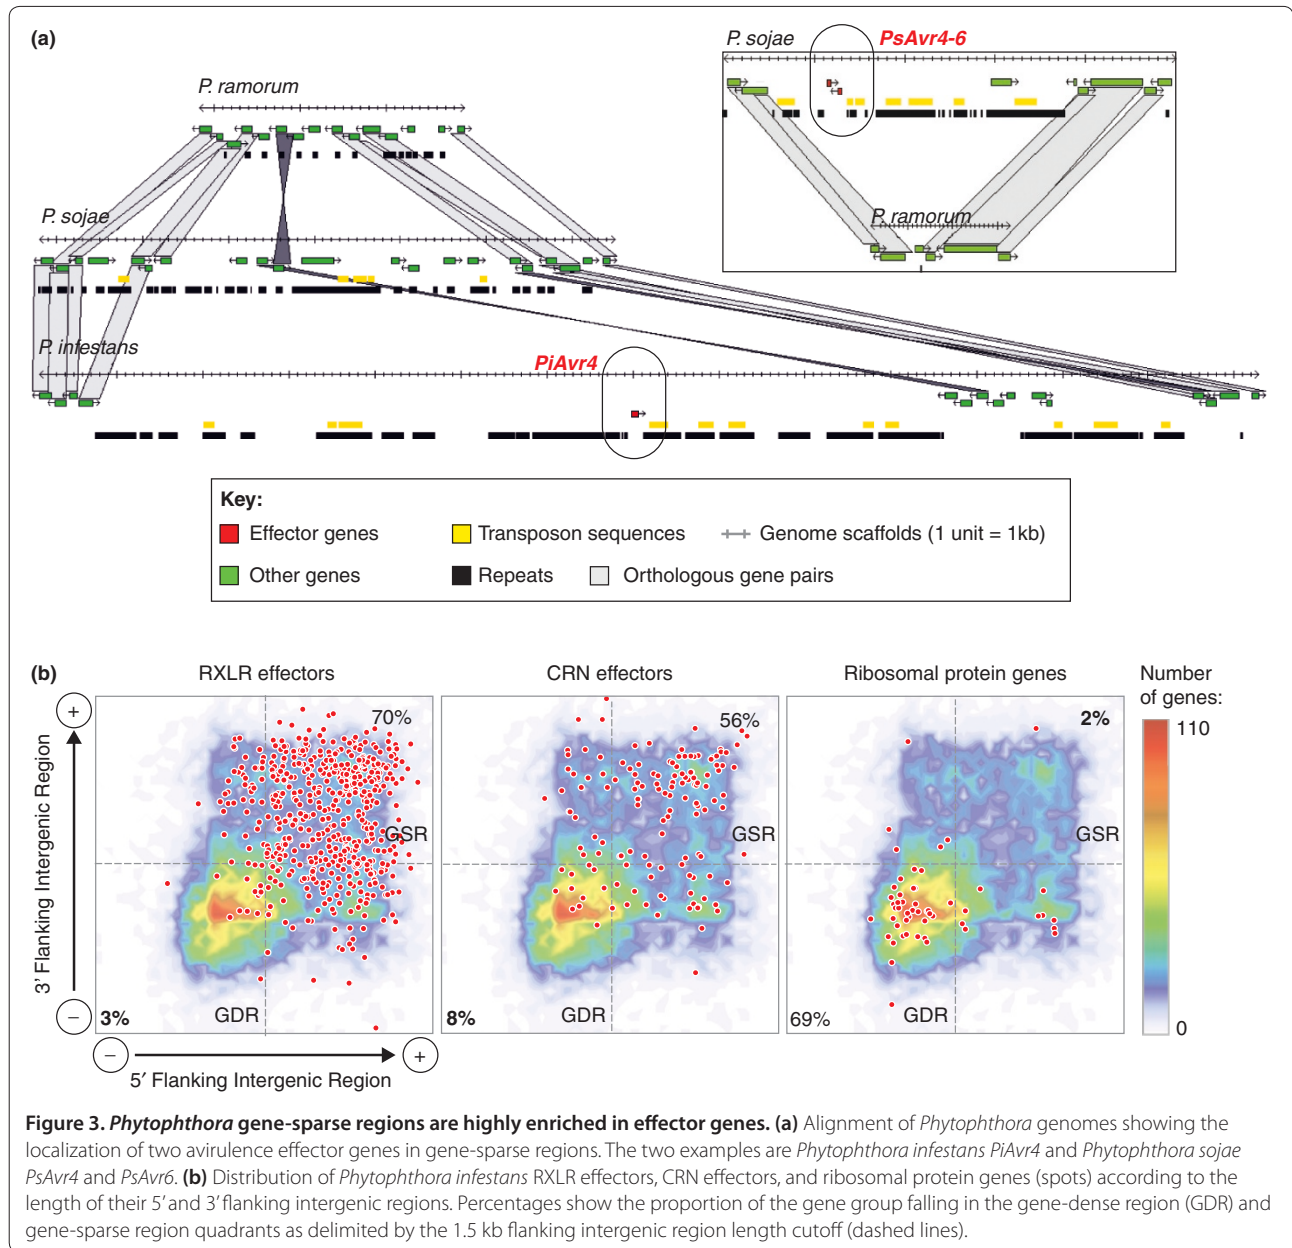 (a)
P. sojae
PsAvr4-6
P. ramorum
P. ramorum
P. sojae
P. infestans
PiAvr4
Key:
Effector genes
Transposon sequences
Genome scaffolds (1 unit = 1kb)
Other genes
Repeats
Orthologous gene pairs
(b)
RXLR effectors
CRN effectors
Ribosomal protein genes
Number
of genes:
110
0
3’ Flanking Intergenic Region
+
−
70%
GSR
GDR
3%
56%
GSR
GDR
8%
2%
GSR
GDR
69%
−
+
5′ Flanking Intergenic Region
Figure 3. Phytophthora gene-sparse regions are highly enriched in effector genes. (a) Alignment of Phytophthora genomes showing the
localization of two avirulence effector genes in gene-sparse regions. The two examples are Phytophthora infestans PiAvr4 and Phytophthora sojae
PsAvr4 and PsAvr6. (b) Distribution of Phytophthora infestans RXLR effectors, CRN effectors, and ribosomal protein genes (spots) according to the
length of their 5’ and 3’ flanking intergenic regions. Percentages show the proportion of the gene group falling in the gene-dense region (GDR) and
gene-sparse region quadrants as delimited by the 1.5 kb flanking intergenic region length cutoff (dashed lines).